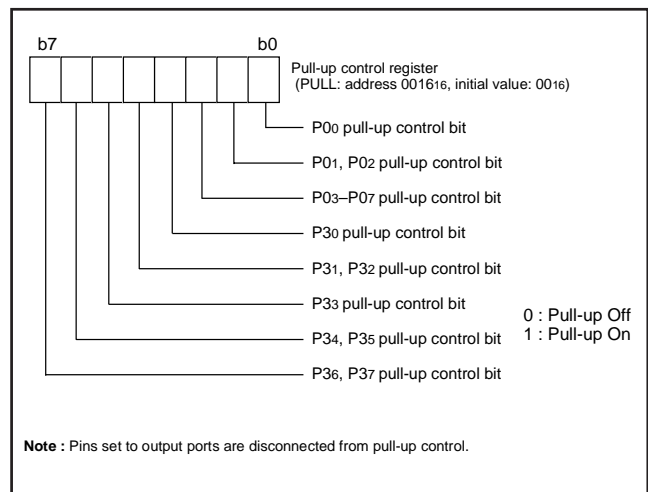 b7 b0
Pull-up control register
(PULL: address 001616, initial value: 0016)
P00 pull-up control bit
P01, P02 pull-up control bit
P03–P07 pull-up control bit
P30 pull-up control bit
P31, P32 pull-up control bit
P33 pull-up control bit
P34, P35 pull-up control bit
P36, P37 pull-up control bit
0 : Pull-up Off
1 : Pull-up On
Note : Pins set to output ports are disconnected from pull-up control.